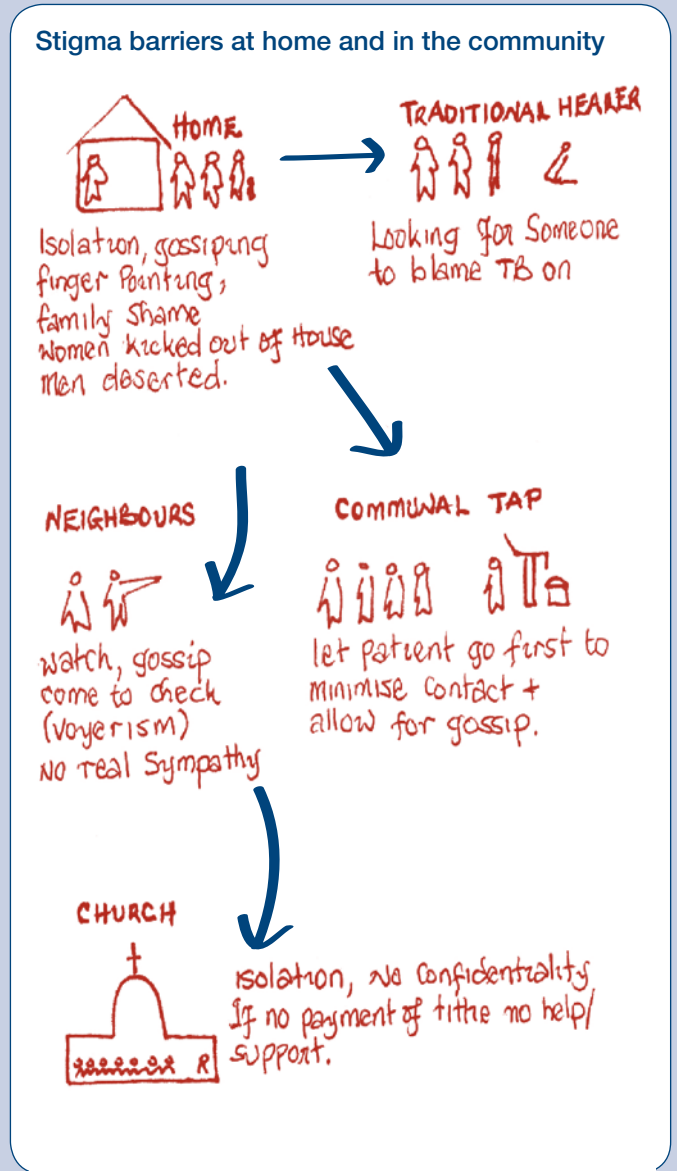 Stigma barriers at home and in the community
HOME
Isolation, gossiping
finger Pointing,
family shame
women kicked out of House
Men deserted.
TRADITIONAL HEALER
Looking for Someone
to blame TB on
NEIGHBOURS
watch, gossip
come to check
(voyerism)
No real Sympathy
COMMUNAL TAP
let patient go first to
minimise contact +
allow for gossip.
CHURCH
R
isolation, No Confidentiality
If no payment of tithe no help/
support.